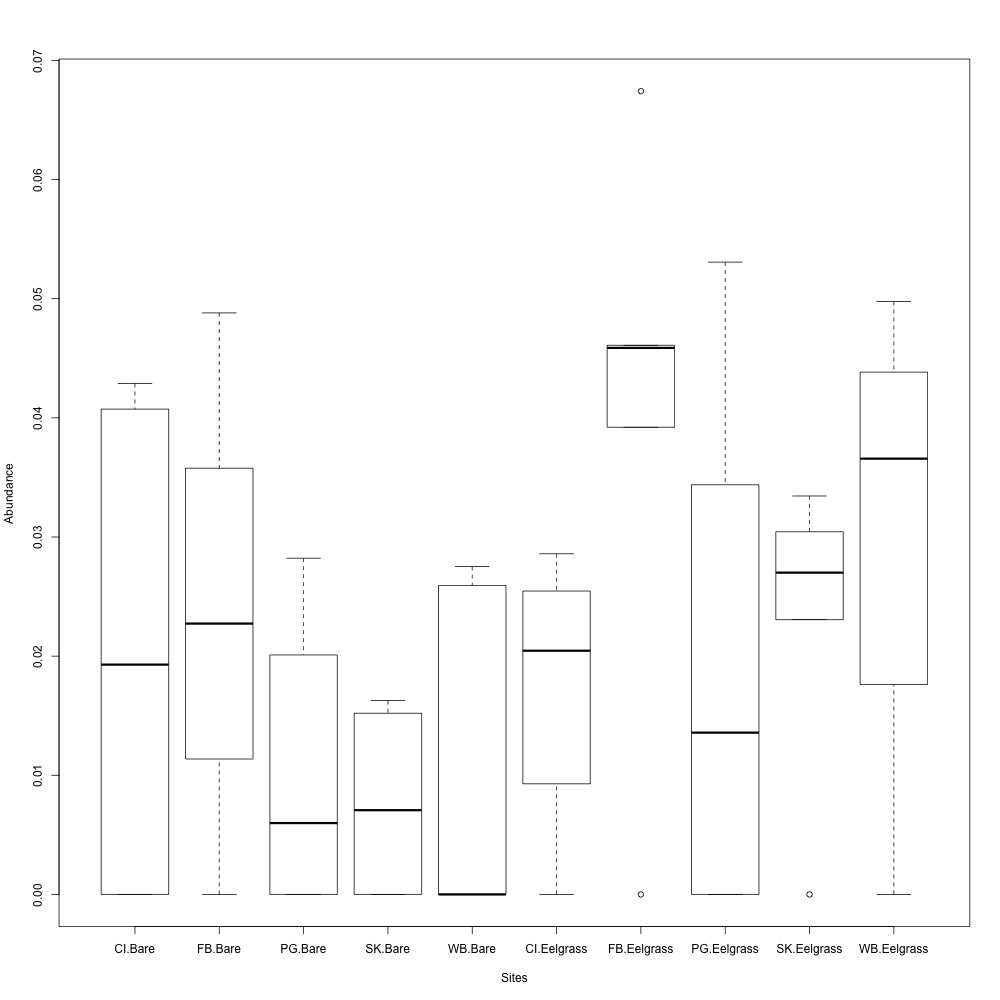 0.07
0.06
0.05
0.04
0.03
0.02
0.01
0.00
Abundance
CI.Bare FB.Bare PG.Bare SK.Bare WB.Bare CI.Eelgrass FB.Eelgrass PG.Eelgrass SK.Eelgrass WB.Eelgrass
Sites